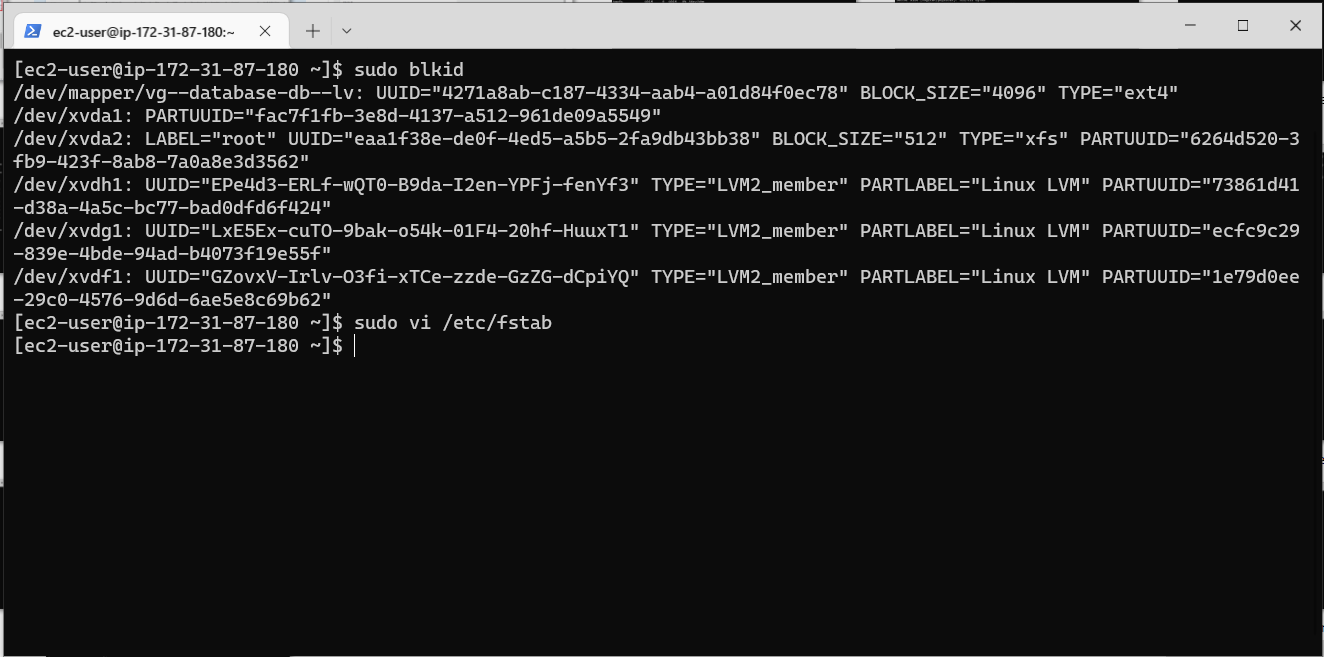 ec2-user@ip-172-31-87-180:~
[ec2-user@ip-172-31-87-180 ~]$ sudo blkid
/dev/mapper/vg--database-db--lv: UUID="4271a8ab-c187-4334-aab4-a01d84f0ec78" BLOCK_SIZE="4096" TYPE="ext4"
/dev/xvda1: PARTUUID="fac7f1fb-3e8d-4137-a512-961de09a5549"
/dev/xvda2: LABEL="root" UUID="eaa1f38e-de0f-4ed5-a5b5-2fa9db43bb38" BLOCK_SIZE="512" TYPE="xfs" PARTUUID="6264d520-3
fb9-423f-8ab8-7a0a8e3d3562"
/dev/xvdh1: UUID="EPe4d3-ERLf-wQT0-B9da-I2en-YPFj-fenYf3" TYPE="LVM2_member" PARTLABEL="Linux LVM" PARTUUID="73861d41
-d38a-4a5c-bc77-bad0dfd6f424"
/dev/xvdg1: UUID="LxE5Ex-cuTO-9bak-o54k-01F4-20hf-HuuxT1" TYPE="LVM2_member" PARTLABEL="Linux LVM" PARTUUID="ecfc9c29
-839e-4bde-94ad-b4073f19e55f"
/dev/xvdf1: UUID="GZovxV-Irlv-O3fi-xTCe-zzde-GzZG-dCpiYQ" TYPE="LVM2_member" PARTLABEL="Linux LVM" PARTUUID="1e79d0ee
-29c0-4576-9d6d-6ae5e8c69b62"
[ec2-user@ip-172-31-87-180 ~]$ sudo vi /etc/fstab
[ec2-user@ip-172-31-87-180 ~]$